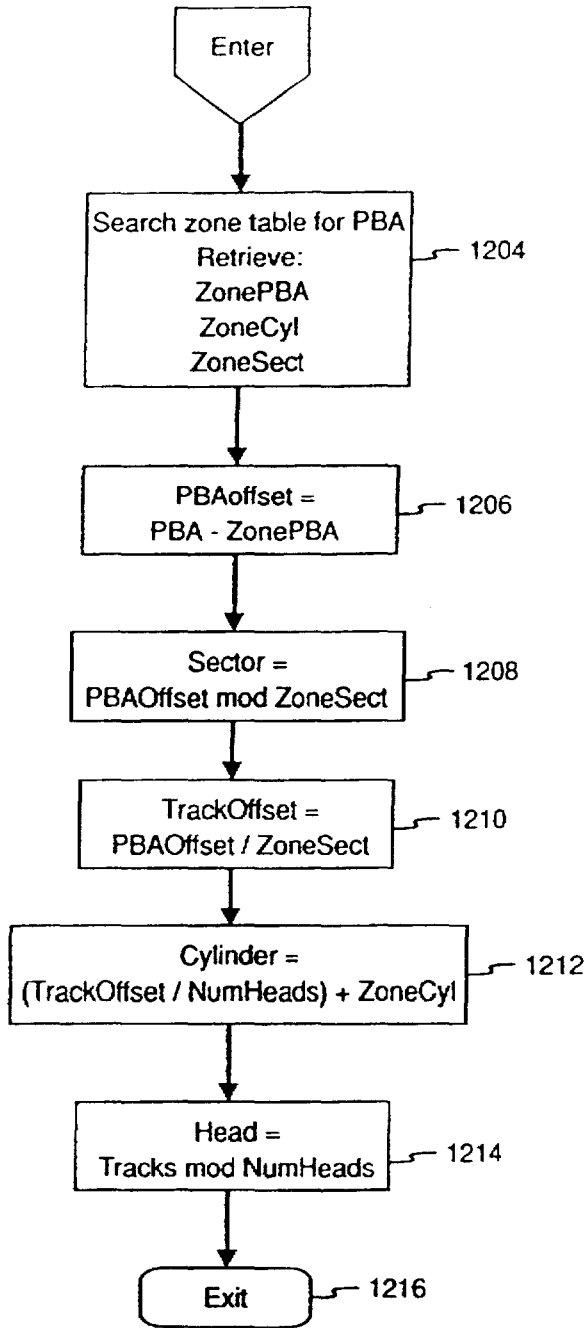 Enter
Search zone table for PBA
Retrieve:
ZonePBA
ZoneCyl
ZoneSect
1204
PBAoffset =
PBA - ZonePBA
1206
Sector =
PBAOffset mod ZoneSect
1208
TrackOffset =
PBAOffset / ZoneSect
1210
Cylinder =
(TrackOffset / NumHeads) + ZoneCyl
1212
Head =
Tracks mod NumHeads
1214
Exit
1216